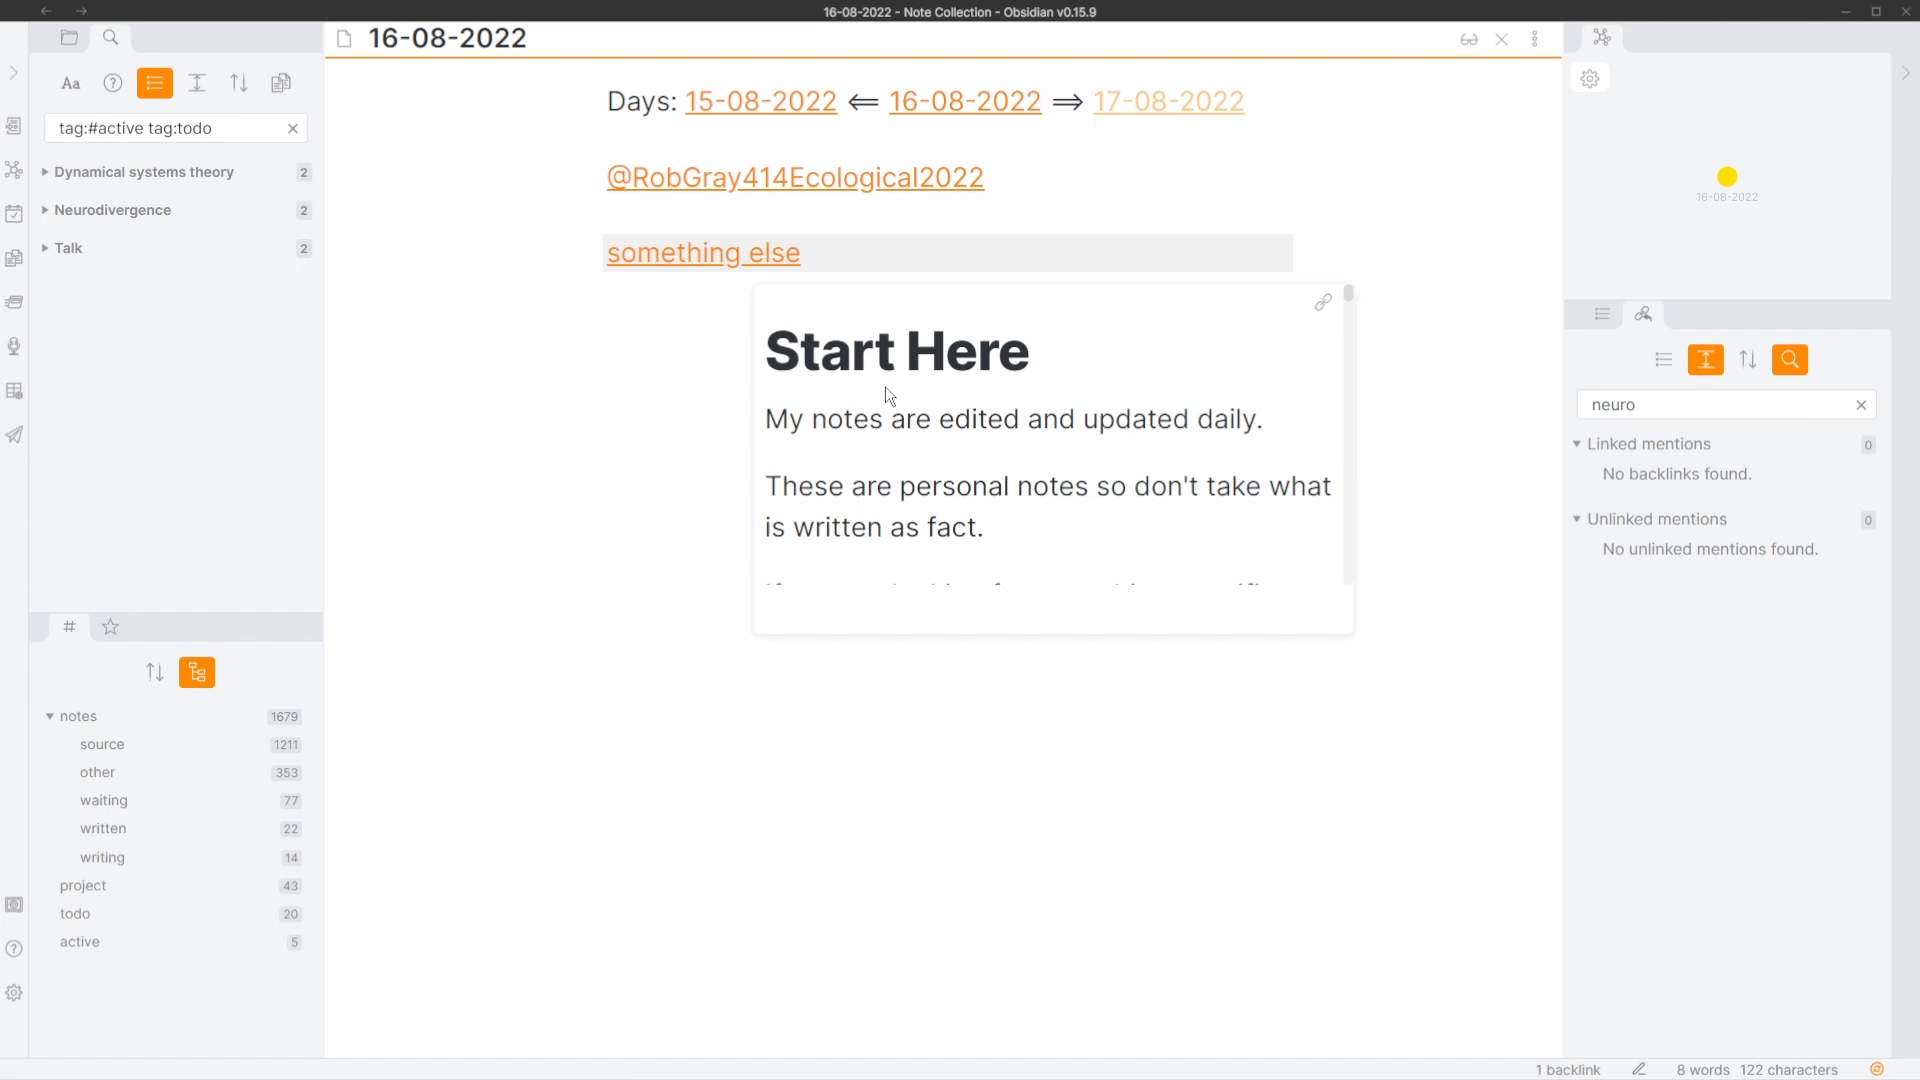 16-08-2022 - Note Collection - Obsidian v0.15.9
Aa
tag:#active tag:todo
Dynamical systems theory 2
Neurodivergence 2
Talk 2
notes 1679
source 1211
other 353
waiting 77
written 22
writing 14
project 43
todo 20
active 5
16-08-2022
Days: 15-08-2022 ⟸ 16-08-2022 ⟹ 17-08-2022
@RobGray414Ecological2022
something else
Start Here
My notes are edited and updated daily.
These are personal notes so don't take what
is written as fact.
16-08-2022
neuro
Linked mentions 0
No backlinks found.
Unlinked mentions 0
No unlinked mentions found.
1 backlink 8 words 122 characters